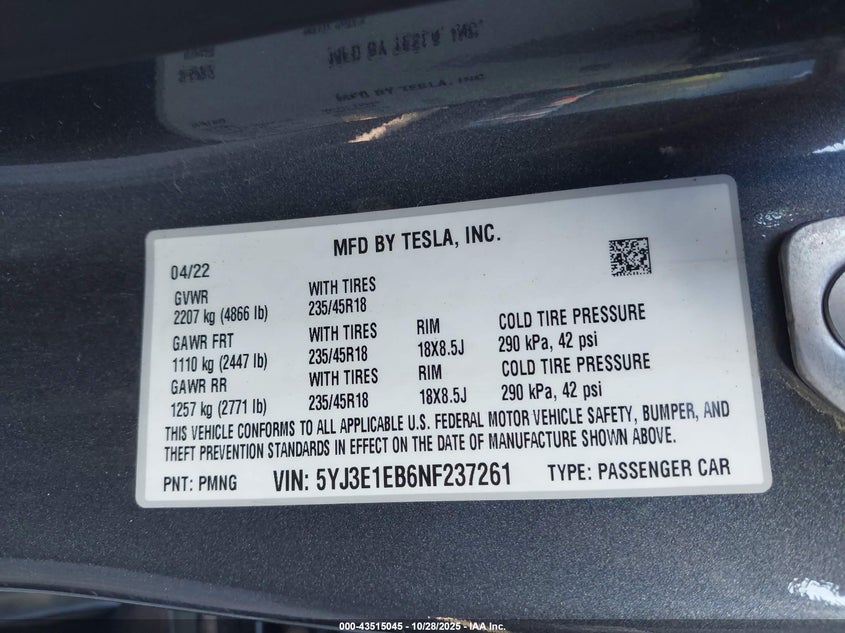 MFD BY TESLA, INC.
MFD BY TESLA, INC.
04/22
GVWR
2207 kg (4866 lb)
WITH TIRES
235/45R18
GAWR FRT
1110 kg (2447 lb)
WITH TIRES
235/45R18
RIM
18X8.5J
COLD TIRE PRESSURE
290 kPa, 42 psi
GAWR RR
1257 kg (2771 lb)
WITH TIRES
235/45R18
RIM
18X8.5J
COLD TIRE PRESSURE
290 kPa, 42 psi
THIS VEHICLE CONFORMS TO ALL APPLICABLE U.S. FEDERAL MOTOR VEHICLE SAFETY, BUMPER, AND
THEFT PREVENTION STANDARDS IN EFFECT ON THE DATE OF MANUFACTURE SHOWN ABOVE.
PNT: PMNG
VIN: 5YJ3E1EB6NF237261
TYPE: PASSENGER CAR
000-43515045 - 10/28/2025 - IAA Inc.